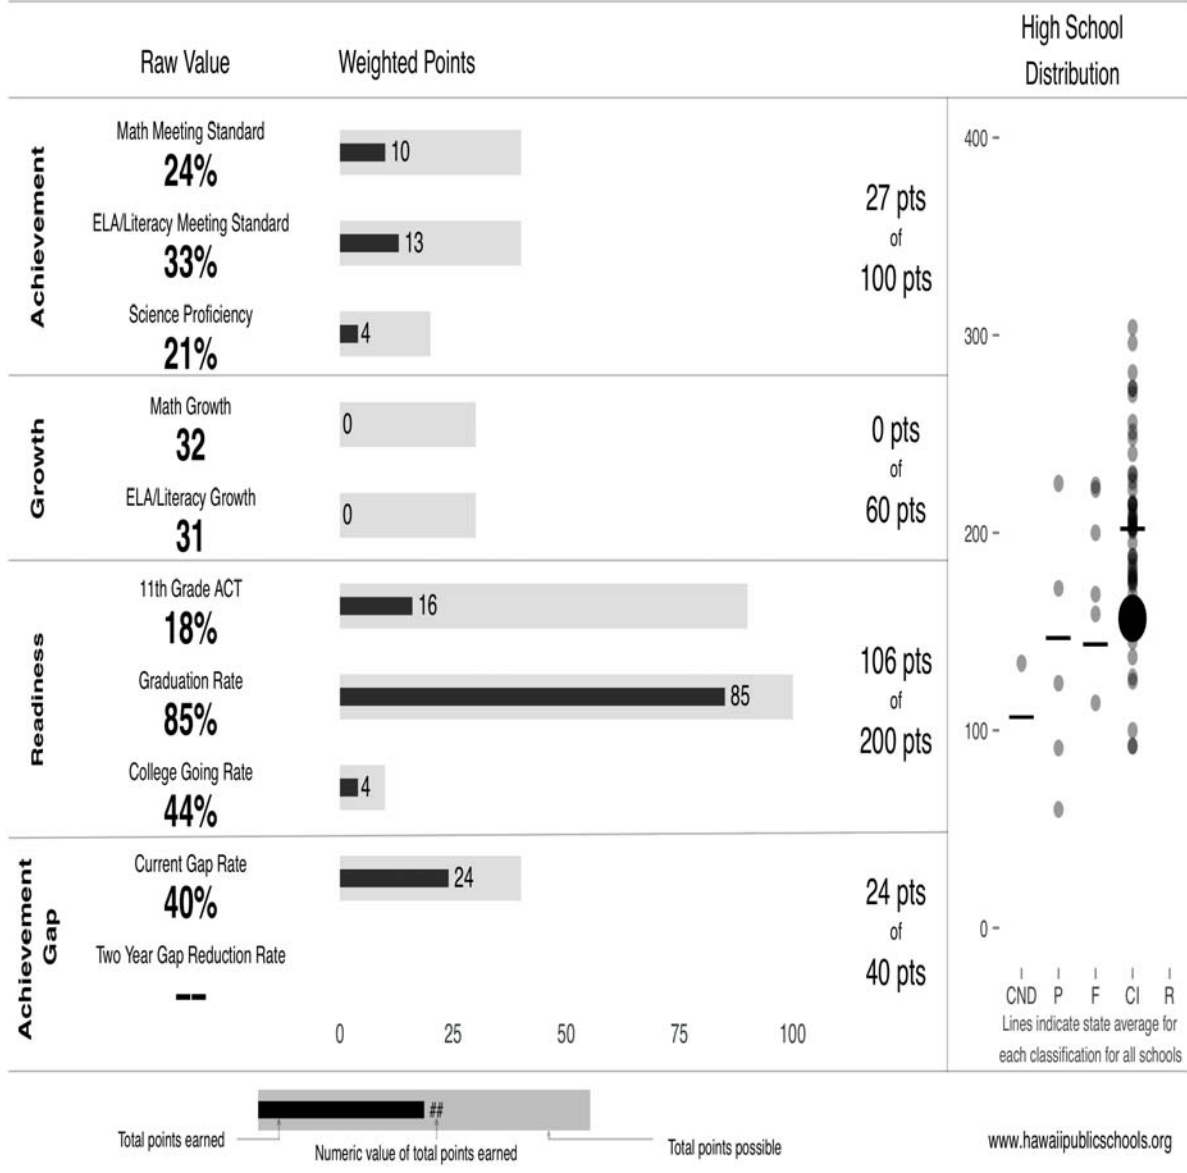 Raw Value
Weighted Points
High School
Distribution
Achievement
Math Meeting Standard
24%
10
ELA/Literacy Meeting Standard
33%
13
Science Proficiency
21%
4
27 pts
of
100 pts
Growth
Math Growth
32
0
ELA/Literacy Growth
31
0
0 pts
of
60 pts
Readiness
11th Grade ACT
18%
16
Graduation Rate
85%
85
College Going Rate
44%
4
106 pts
of
200 pts
Achievement
Gap
Current Gap Rate
40%
24
Two Year Gap Reduction Rate
--
24 pts
of
40 pts
0 25 50 75 100
400
300
200
100
0
CND P F CI R
Lines indicate state average for
each classification for all schools
##
Total points earned
Numeric value of total points earned
Total points possible
www.hawaiipublicschools.org